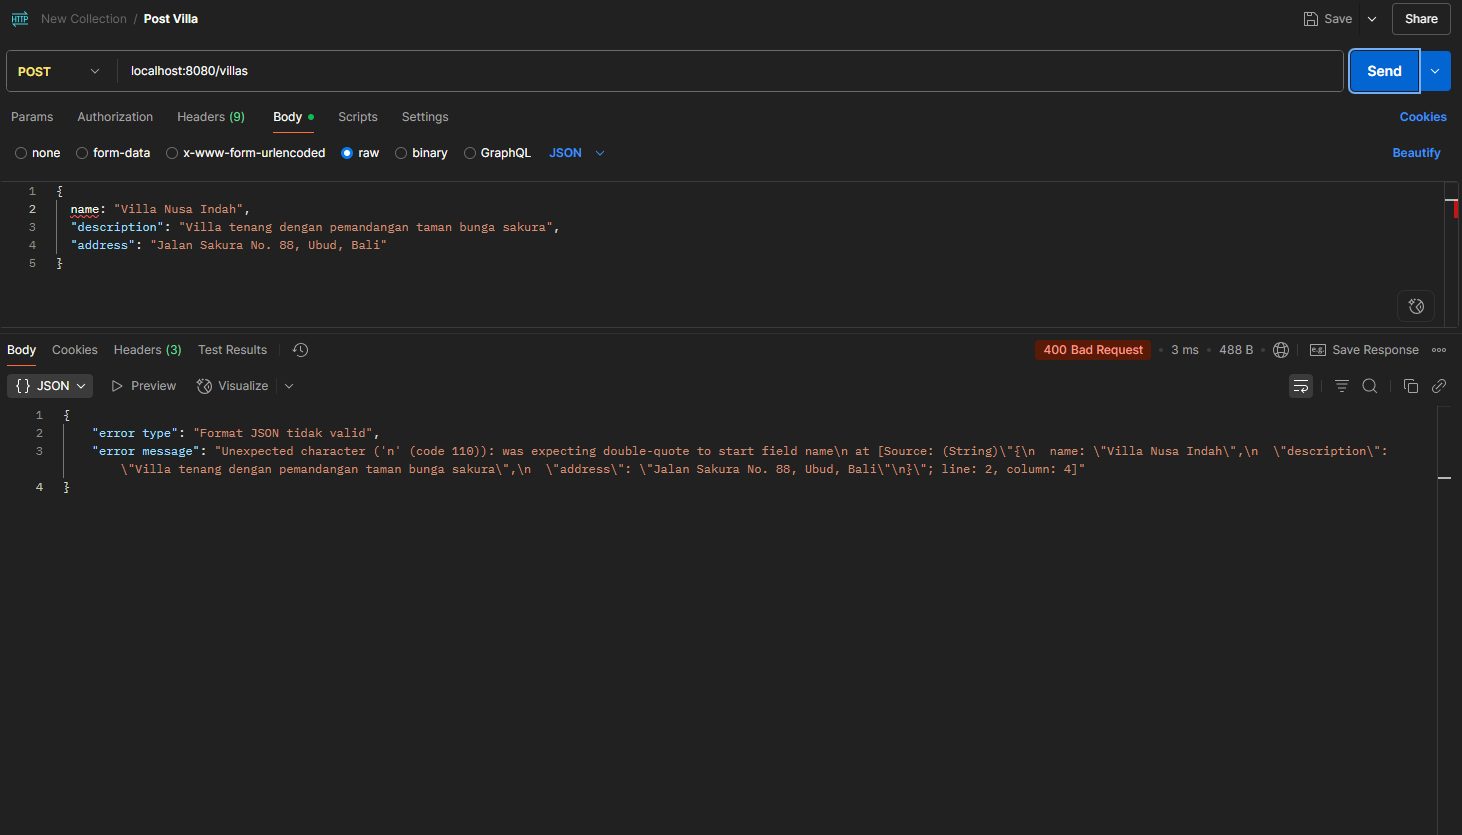 HTTP New Collection / Post Villa Save Share
POST localhost:8080/villas Send
Params Authorization Headers (9) Body Scripts Settings Cookies
none form-data x-www-form-urlencoded raw binary GraphQL JSON Beautify
1 {
2 name: "Villa Nusa Indah",
3 "description": "Villa tenang dengan pemandangan taman bunga sakura",
4 "address": "Jalan Sakura No. 88, Ubud, Bali"
5 }
Body Cookies Headers (3) Test Results 400 Bad Request • 3 ms • 488 B • e.g. Save Response
{} JSON Preview Visualize
1 {
2 "error type": "Format JSON tidak valid",
3 "error message": "Unexpected character ('n' (code 110)): was expecting double-quote to start field name\n at [Source: (String)\"{\n  name: \"Villa Nusa Indah\",\n  \"description\":
\"Villa tenang dengan pemandangan taman bunga sakura\",\n  \"address\": \"Jalan Sakura No. 88, Ubud, Bali\"\n}\"; line: 2, column: 4]"
4 }